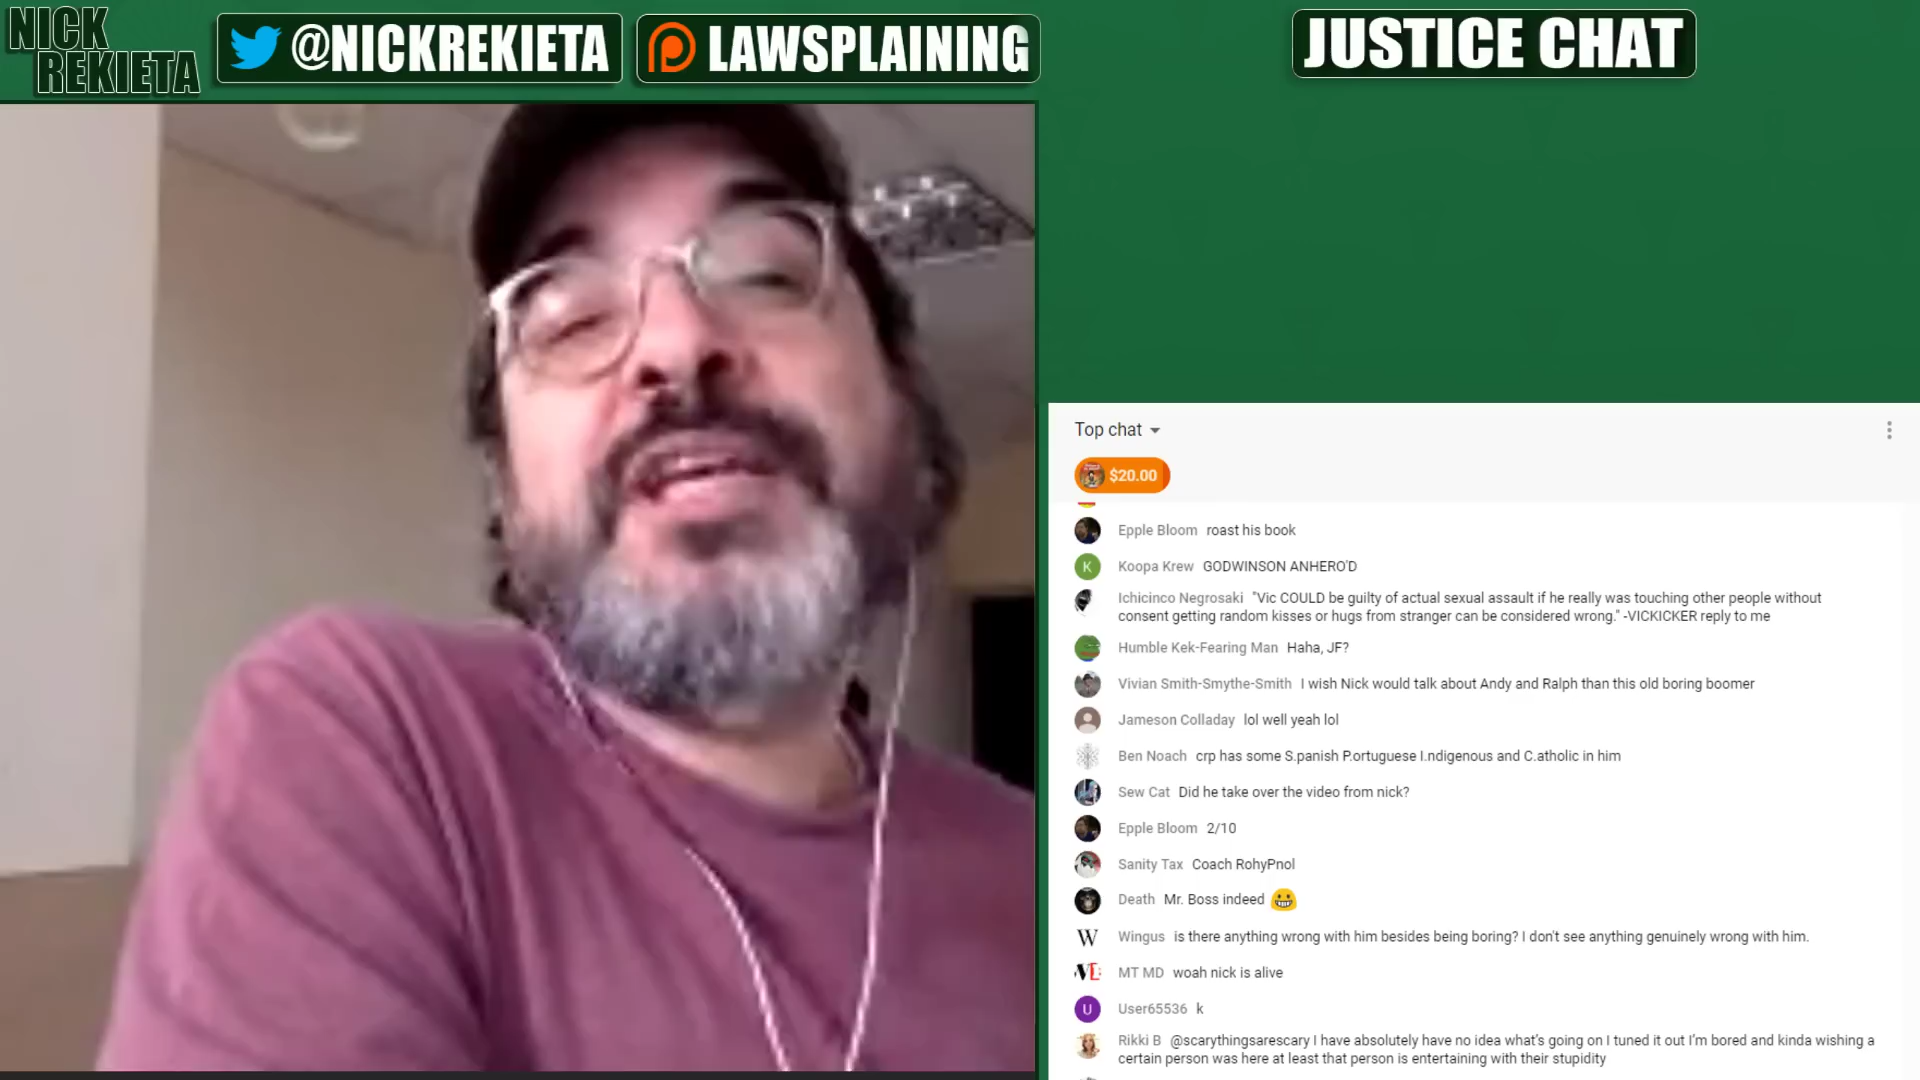 NICK
REKIETA
@NICKREKIETA
LAWSPLAINING
JUSTICE CHAT
Top chat
$20.00
Epple Bloom roast his book
K Koopa Krew GODWINSON ANHERO'D
Ichicinco Negrosaki "Vic COULD be guilty of actual sexual assault if he really was touching other people without
consent getting random kisses or hugs from stranger can be considered wrong." -VICKICKER reply to me
Humble Kek-Fearing Man Haha, JF?
Vivian Smith-Smythe-Smith I wish Nick would talk about Andy and Ralph than this old boring boomer
Jameson Colladay lol well yeah lol
Ben Noach crp has some S.panish P.ortuguese I.ndigenous and C.atholic in him
Sew Cat Did he take over the video from nick?
Epple Bloom 2/10
Sanity Tax Coach RohyPnol
Death Mr. Boss indeed 😀
W Wingus is there anything wrong with him besides being boring? I don't see anything genuinely wrong with him.
MT MD woah nick is alive
U User65536 k
Rikki B @scarythingsarescary I have absolutely have no idea what's going on I tuned it out I'm bored and kinda wishing a
certain person was here at least that person is entertaining with their stupidity